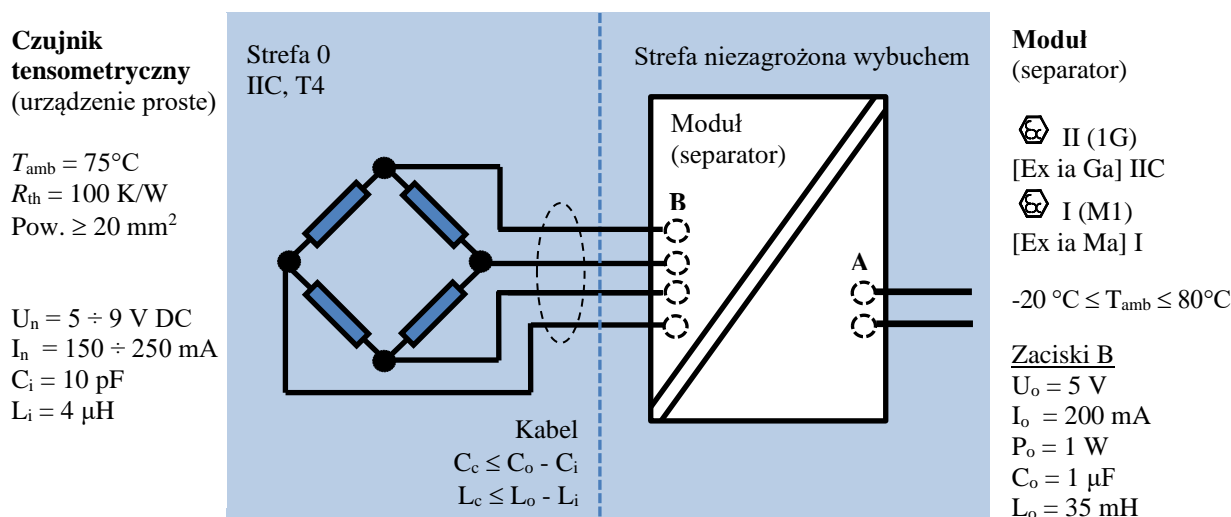 Czujnik
tensometryczny
(urządzenie proste)
Tamb = 75°C
Rth = 100 K/W
Pow. ≥ 20 mm²
Un = 5 ÷ 9 V DC
In = 150 ÷ 250 mA
Ci = 10 pF
Li = 4 μH
Strefa 0
IIC, T4
Kabel
Cc ≤ Co - Ci
Lc ≤ Lo - Li
Strefa niezagrożona wybuchem
Moduł
(separator)
B
A
Moduł
(separator)
Ex II (1G)
[Ex ia Ga] IIC
Ex I (M1)
[Ex ia Ma] I
-20 °C ≤ Tamb ≤ 80°C
Zaciski B
Uo = 5 V
Io = 200 mA
Po = 1 W
Co = 1 μF
Lo = 35 mH